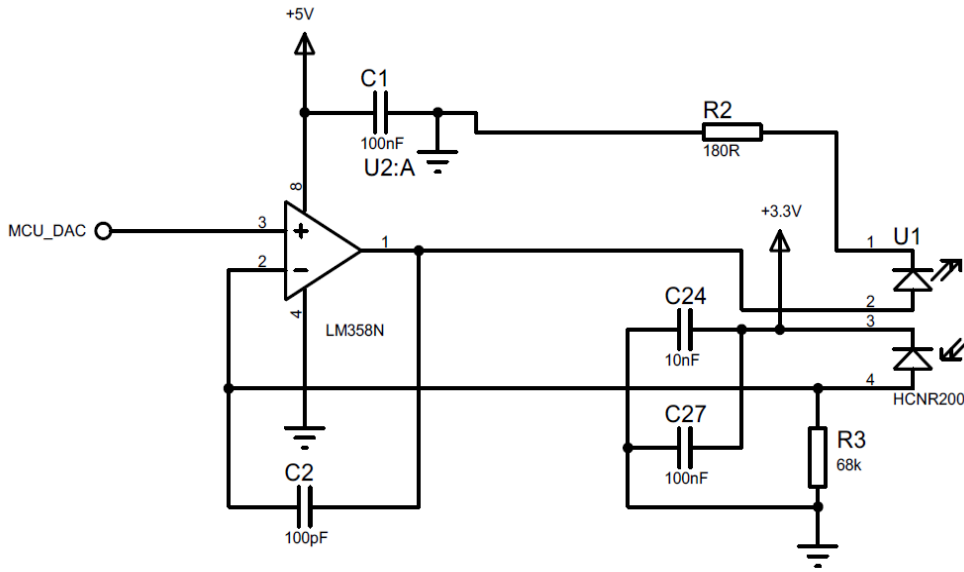 +5V
C1
100nF
U2:A
R2
180R
8
MCU_DAC
3
+
2
-
1
4
LM358N
+3.3V
1
U1
2
3
4
HCNR200
C24
10nF
C27
100nF
R3
68k
C2
100pF